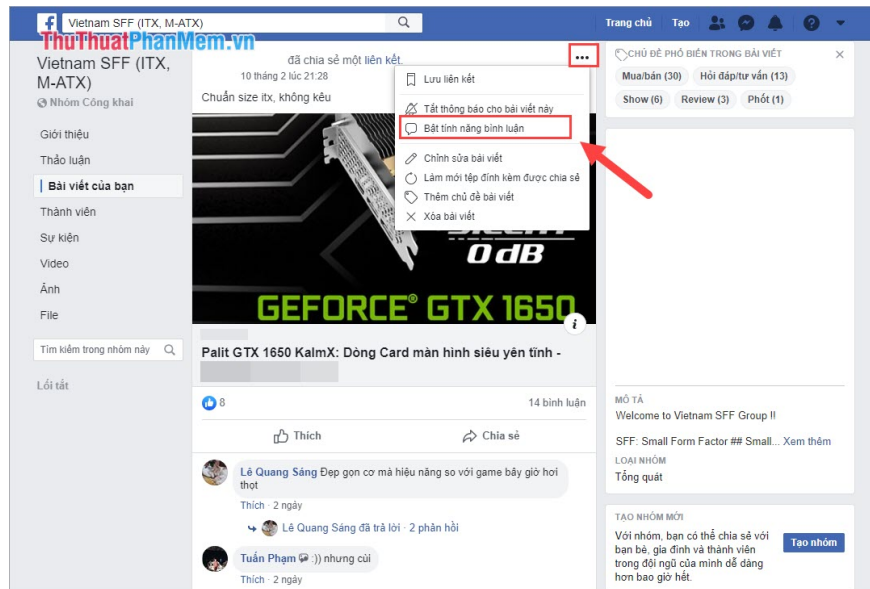 Vietnam SFF (ITX, M-ATX)
Trang chủ
Tạo
ThuThuatPhanMem.vn
Vietnam SFF (ITX,
M-ATX)
Nhóm Công khai
Giới thiệu
Thảo luận
Bài viết của bạn
Thành viên
Sự kiện
Video
Ảnh
File
Tìm kiếm trong nhóm này
Lối tắt
đã chia sẻ một liên kết.
10 tháng 2 lúc 21:28
Chuẩn size itx, không kêu
Lưu liên kết
Tắt thông báo cho bài viết này
Bật tính năng bình luận
Chỉnh sửa bài viết
Làm mới tệp đính kèm được chia sẻ
Thêm chủ đề bài viết
Xóa bài viết
0 dB
GEFORCE® GTX 1650
Palit GTX 1650 KalmX: Dòng Card màn hình siêu yên tĩnh -
8
14 bình luận
Thích
Chia sẻ
Lê Quang Sáng Đẹp gọn cơ mà hiệu năng so với game bây giờ hơi
thọt
Thích · 2 ngày
Lê Quang Sáng đã trả lời · 2 phản hồi
Tuấn Phạm :)) nhưng củi
Thích · 2 ngày
CHỦ ĐỀ PHỔ BIẾN TRONG BÀI VIẾT
Mua/bán (30)
Hỏi đáp/tư vấn (13)
Show (6)
Review (3)
Phốt (1)
MÔ TẢ
Welcome to Vietnam SFF Group !!
SFF: Small Form Factor ## Small... Xem thêm
LOẠI NHÓM
Tổng quát
TẠO NHÓM MỚI
Với nhóm, bạn có thể chia sẻ với
bạn bè, gia đình và thành viên
trong đội ngũ của mình dễ dàng
hơn bao giờ hết.
Tạo nhóm